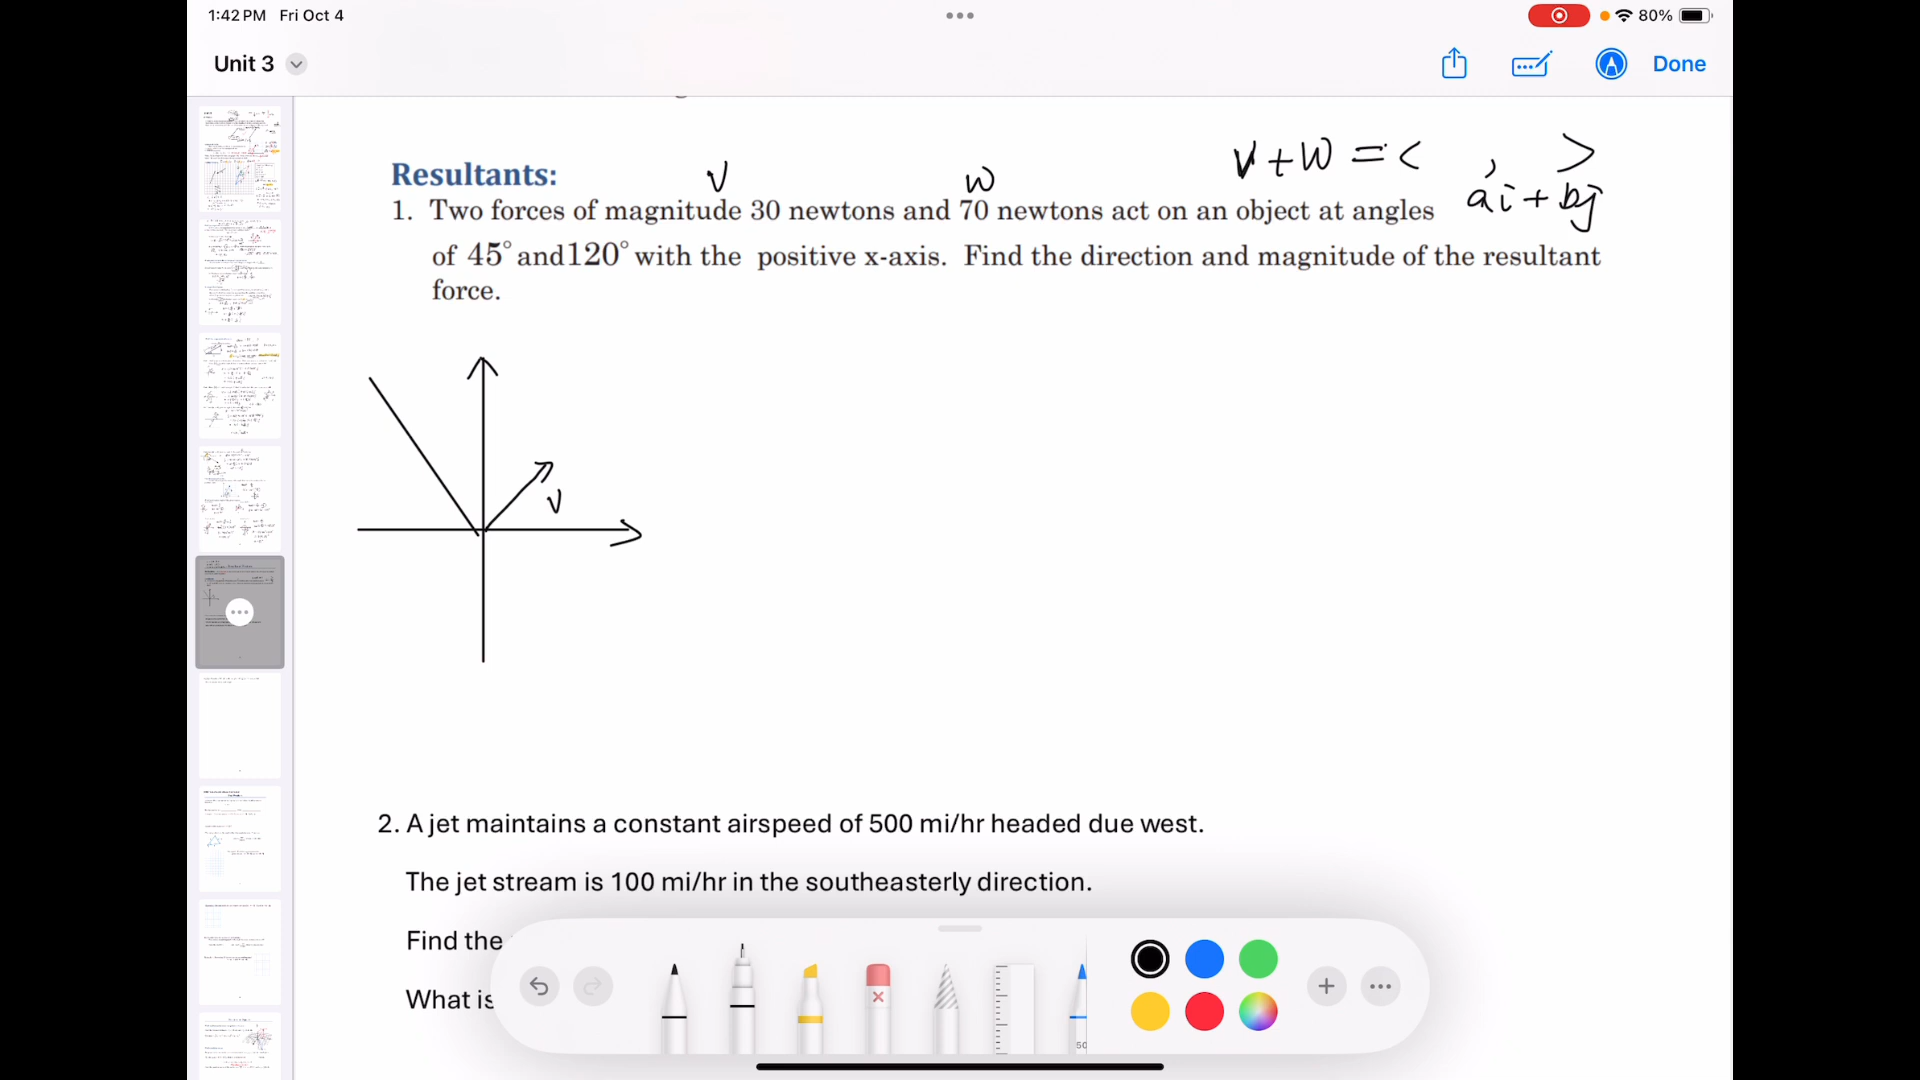 1:42 PM Fri Oct 4
80%
Unit 3
Done
v + w = < , >
ai + bj
Resultants:
v w
1. Two forces of magnitude 30 newtons and 70 newtons act on an object at angles
of 45° and 120° with the positive x-axis. Find the direction and magnitude of the resultant
force.
v
2. A jet maintains a constant airspeed of 500 mi/hr headed due west.
The jet stream is 100 mi/hr in the southeasterly direction.
Find the
What is
50